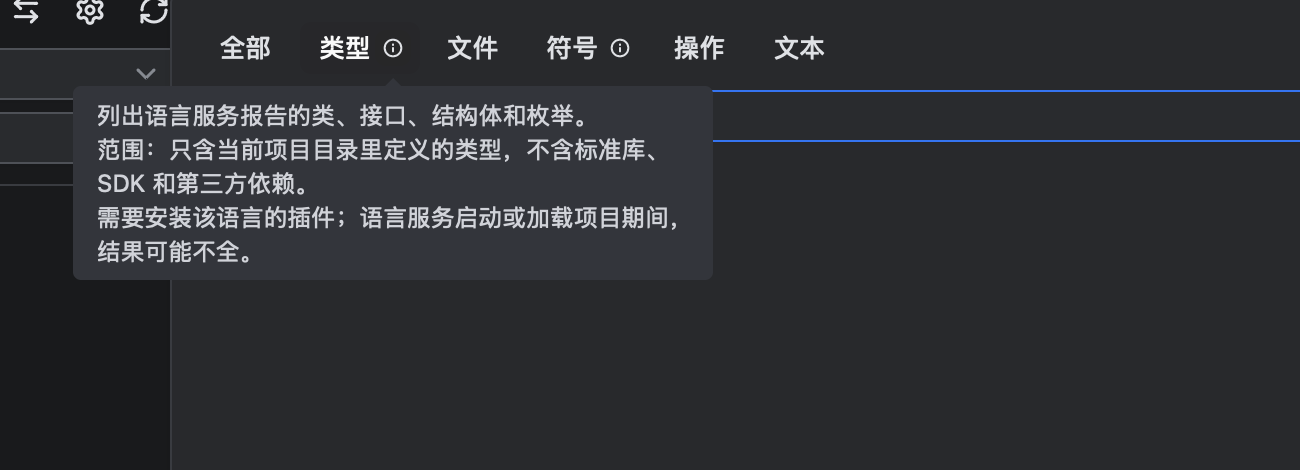 全部 类型 文件 符号 操作 文本
列出语言服务报告的类、接口、结构体和枚举。
范围：只含当前项目目录里定义的类型，不含标准库、
SDK 和第三方依赖。
需要安装该语言的插件；语言服务启动或加载项目期间，
结果可能不全。